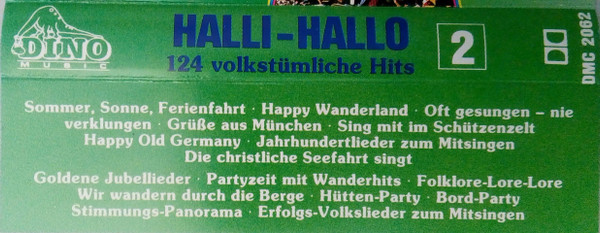 DINO
MUSIC
HALLI-HALLO
124 volkstümliche Hits
2
DMC 2062
Sommer, Sonne, Ferienfahrt · Happy Wanderland · Oft gesungen – nie
verklungen · Grüße aus München · Sing mit im Schützenzelt
Happy Old Germany · Jahrhundertlieder zum Mitsingen
Die christliche Seefahrt singt
Goldene Jubellieder · Partyzeit mit Wanderhits · Folklore-Lore-Lore
Wir wandern durch die Berge · Hütten-Party · Bord-Party
Stimmungs-Panorama · Erfolgs-Volkslieder zum Mitsingen